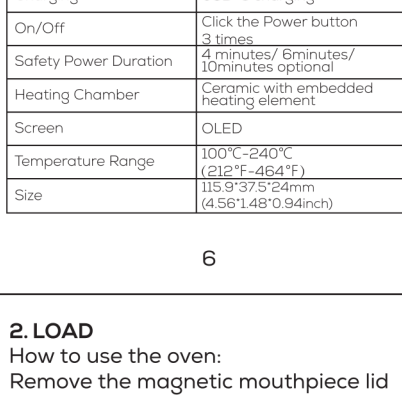 On/Off
Click the Power button
3 times
Safety Power Duration
4 minutes/ 6minutes/
10minutes optional
Heating Chamber
Ceramic with embedded
heating element
Screen
OLED
Temperature Range
100°C-240°C
(212°F-464°F)
Size
115.9*37.5*24mm
(4.56*1.48*0.94inch)
6
2. LOAD
How to use the oven:
Remove the magnetic mouthpiece lid